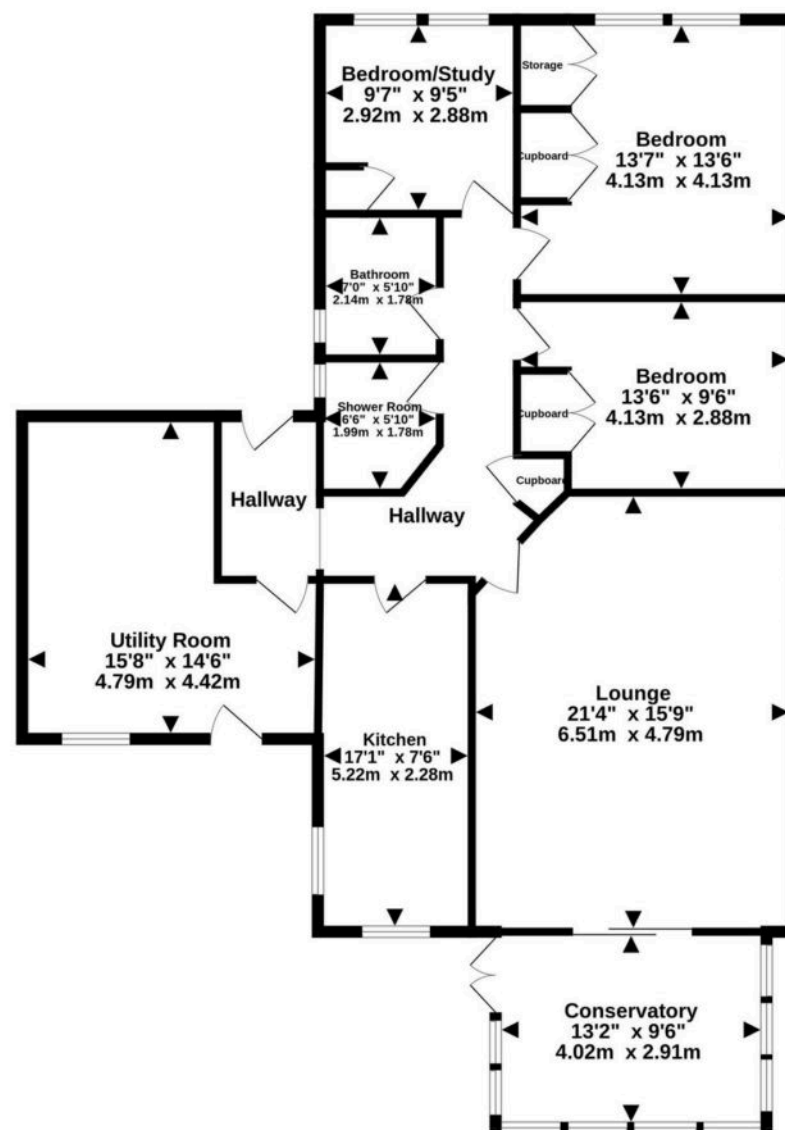 Bedroom/Study
9'7" x 9'5"
2.92m x 2.88m
Storage
Cupboard
Bedroom
13'7" x 13'6"
4.13m x 4.13m
Bathroom
7'0" x 5'10"
2.14m x 1.78m
Shower Room
6'6" x 5'10"
1.99m x 1.78m
Bedroom
13'6" x 9'6"
4.13m x 2.88m
Cupboard
Cupboard
Hallway
Hallway
Utility Room
15'8" x 14'6"
4.79m x 4.42m
Kitchen
17'1" x 7'6"
5.22m x 2.28m
Lounge
21'4" x 15'9"
6.51m x 4.79m
Conservatory
13'2" x 9'6"
4.02m x 2.91m